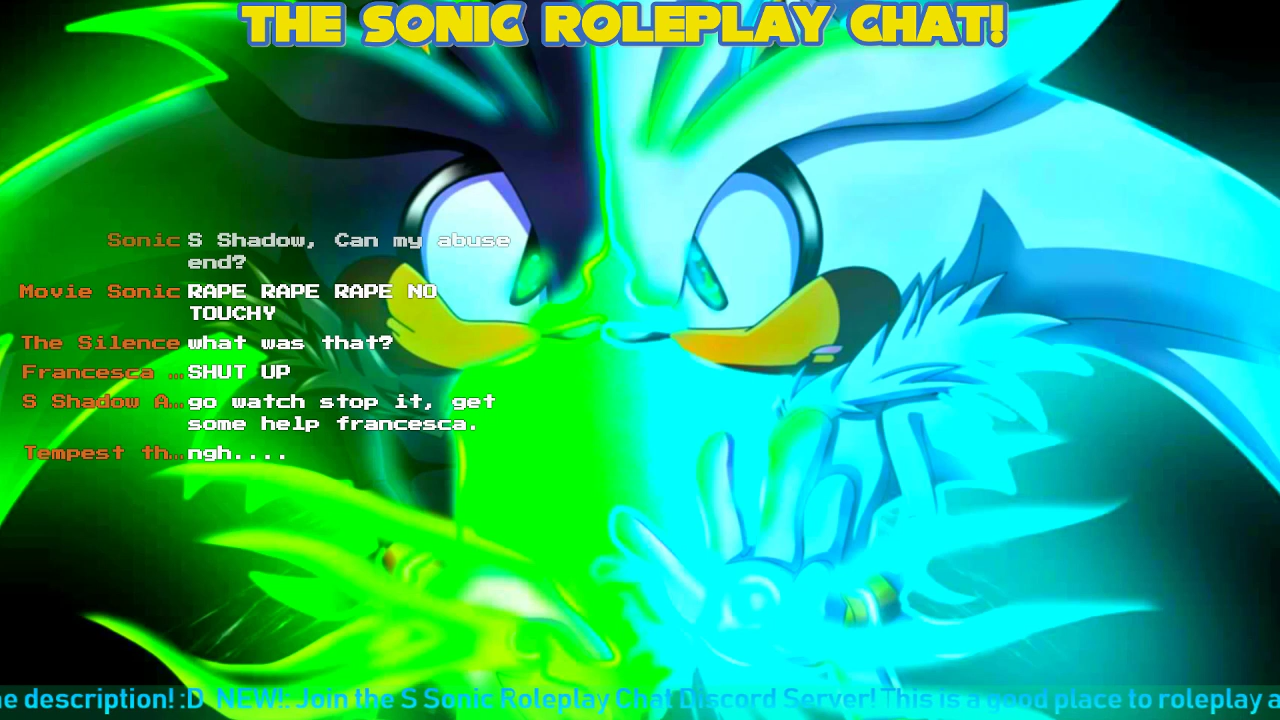 THE SONIC ROLEPLAY CHAT!
Sonic S Shadow, Can my abuse
end?
Movie Sonic RAPE RAPE RAPE NO
TOUCHY
The Silence what was that?
Francesca ... SHUT UP
S Shadow A... go watch stop it, get
some help francesca.
Tempest th... ngh....
e description! :D NEW!: Join the S Sonic Roleplay Chat Discord Server! This is a good place to roleplay a